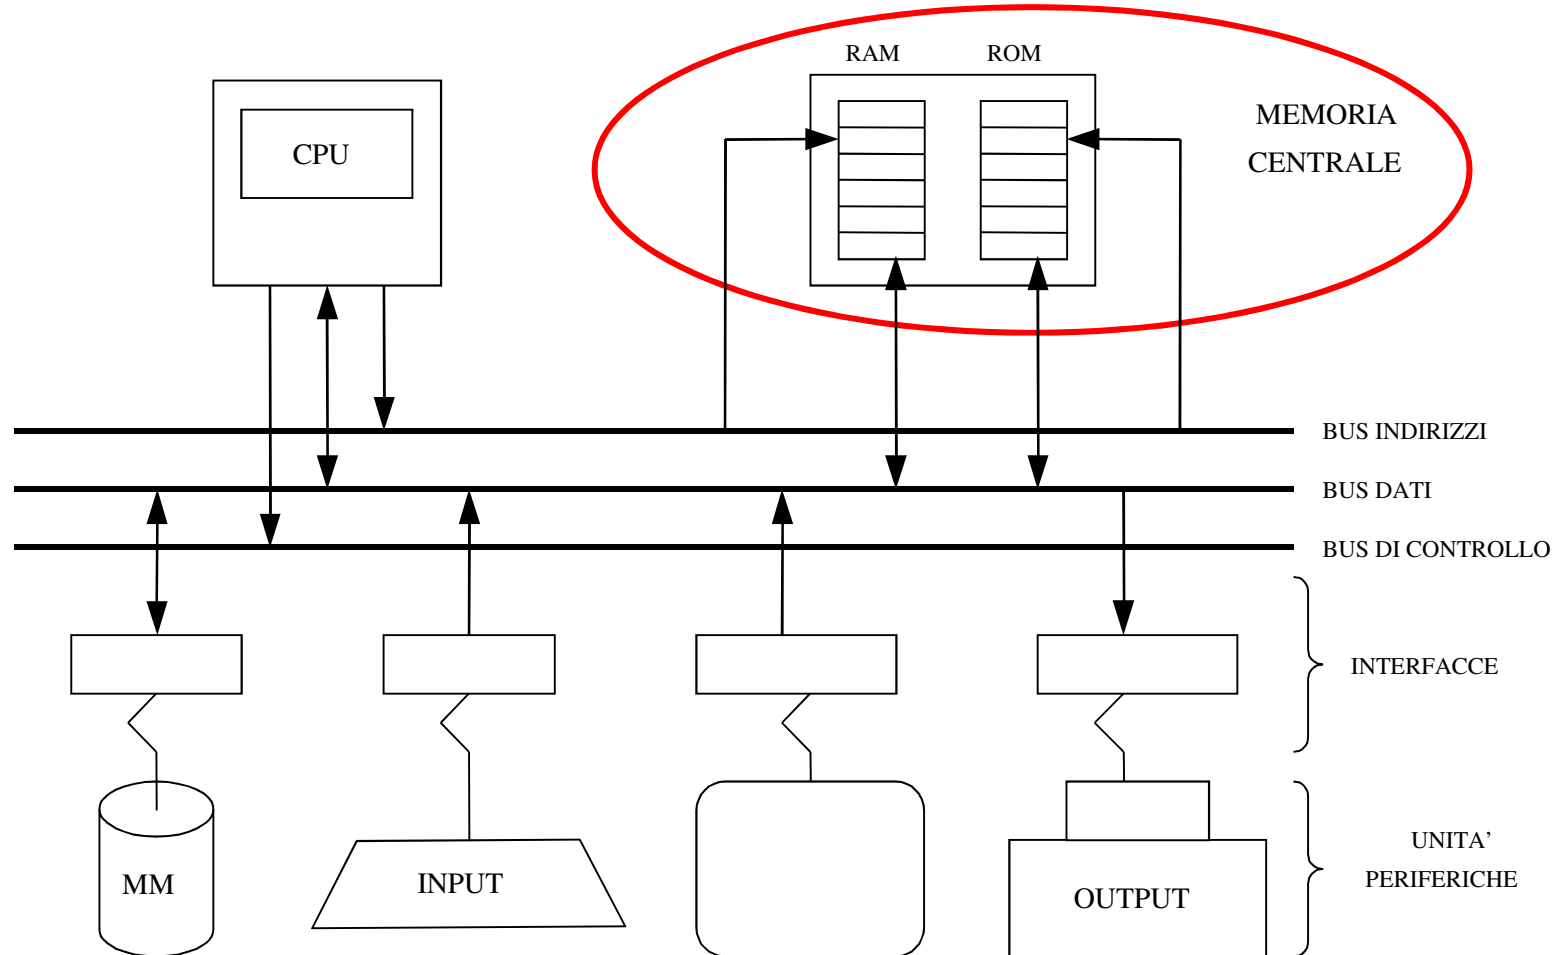 RAM
ROM
MEMORIA
CENTRALE
CPU
BUS INDIRIZZI
BUS DATI
BUS DI CONTROLLO
INTERFACCE
MM
INPUT
OUTPUT
UNITA’
PERIFERICHE